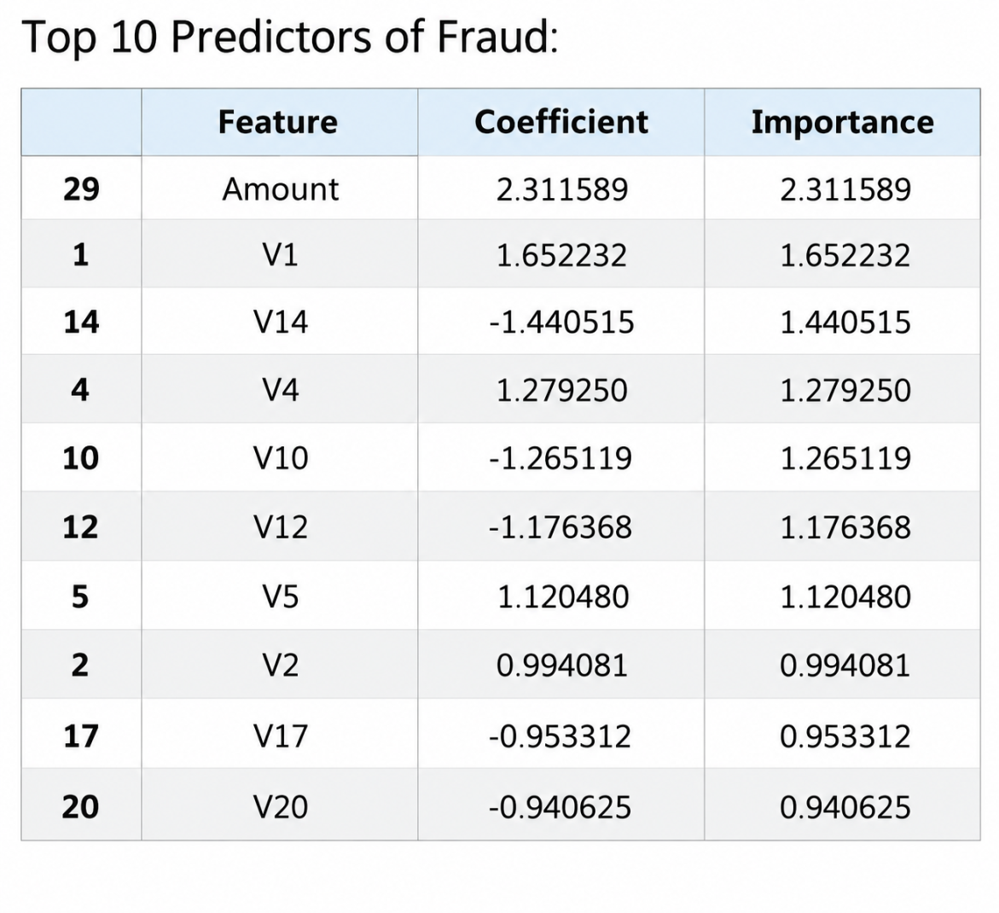 Top 10 Predictors of Fraud:
Feature Coefficient Importance
29 Amount 2.311589 2.311589
1 V1 1.652232 1.652232
14 V14 -1.440515 1.440515
4 V4 1.279250 1.279250
10 V10 -1.265119 1.265119
12 V12 -1.176368 1.176368
5 V5 1.120480 1.120480
2 V2 0.994081 0.994081
17 V17 -0.953312 0.953312
20 V20 -0.940625 0.940625